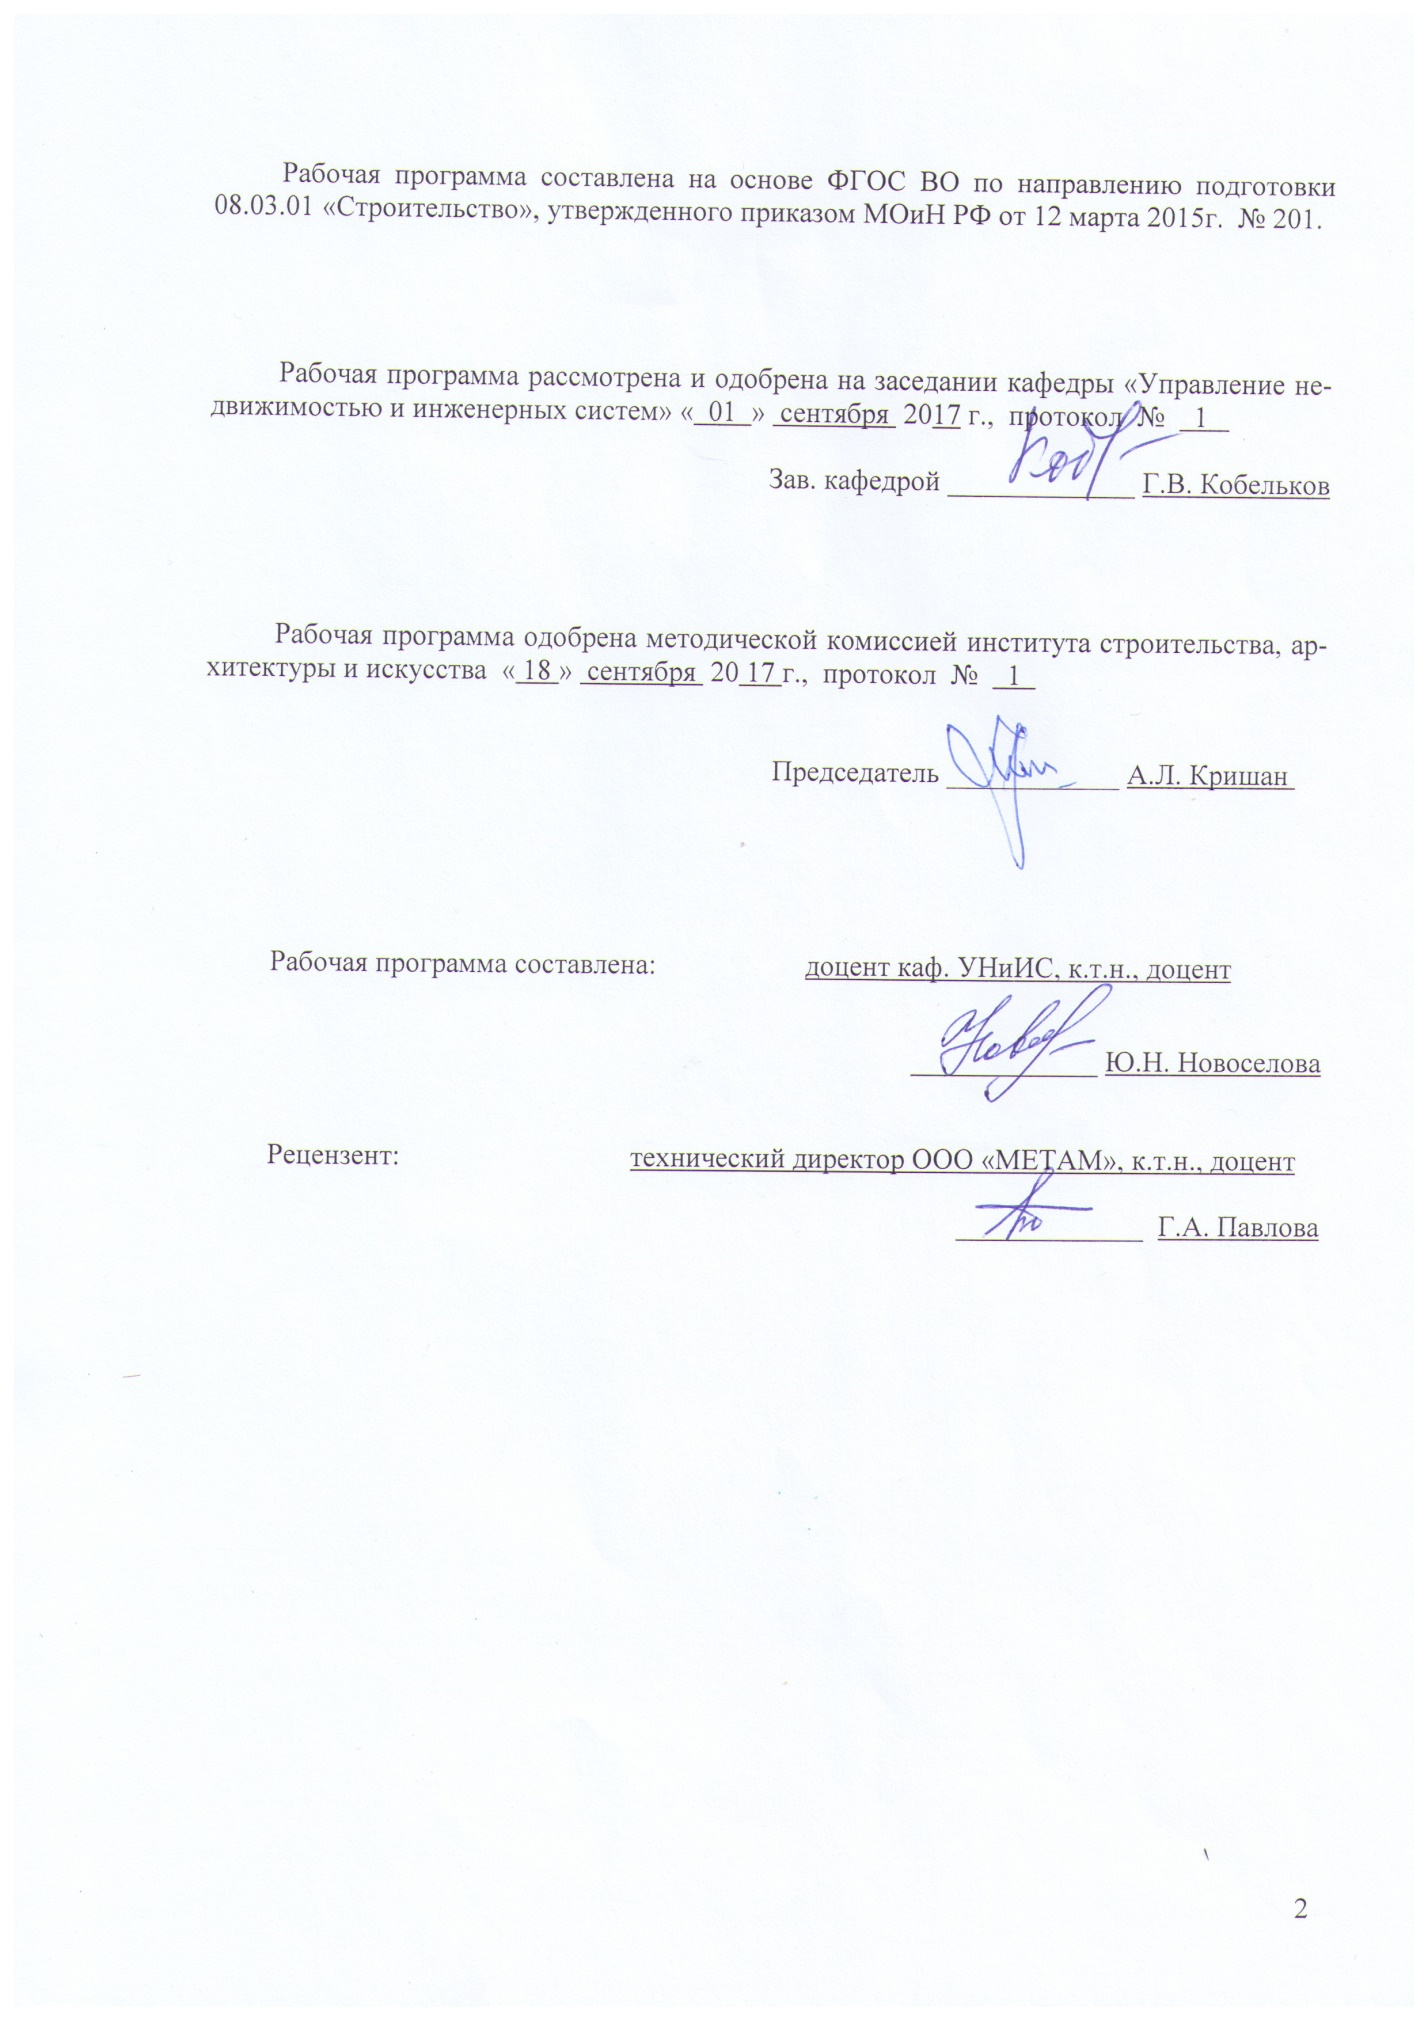 Рабочая программа составлена на основе ФГОС ВО по направлению подготовки
08.03.01 «Строительство», утвержденного приказом МОиН РФ от 12 марта 2015г. № 201.
Рабочая программа рассмотрена и одобрена на заседании кафедры «Управление не-
движимостью и инженерных систем» « 01 » сентября 2017 г., протокол № 1
Зав. кафедрой Г.В. Кобельков
Рабочая программа одобрена методической комиссией института строительства, ар-
хитектуры и искусства « 18 » сентября 20 17 г., протокол № 1
Председатель А.Л. Кришан
Рабочая программа составлена: доцент каф. УНиИС, к.т.н., доцент
Ю.Н. Новоселова
Рецензент: технический директор ООО «МЕТАМ», к.т.н., доцент
Г.А. Павлова
2